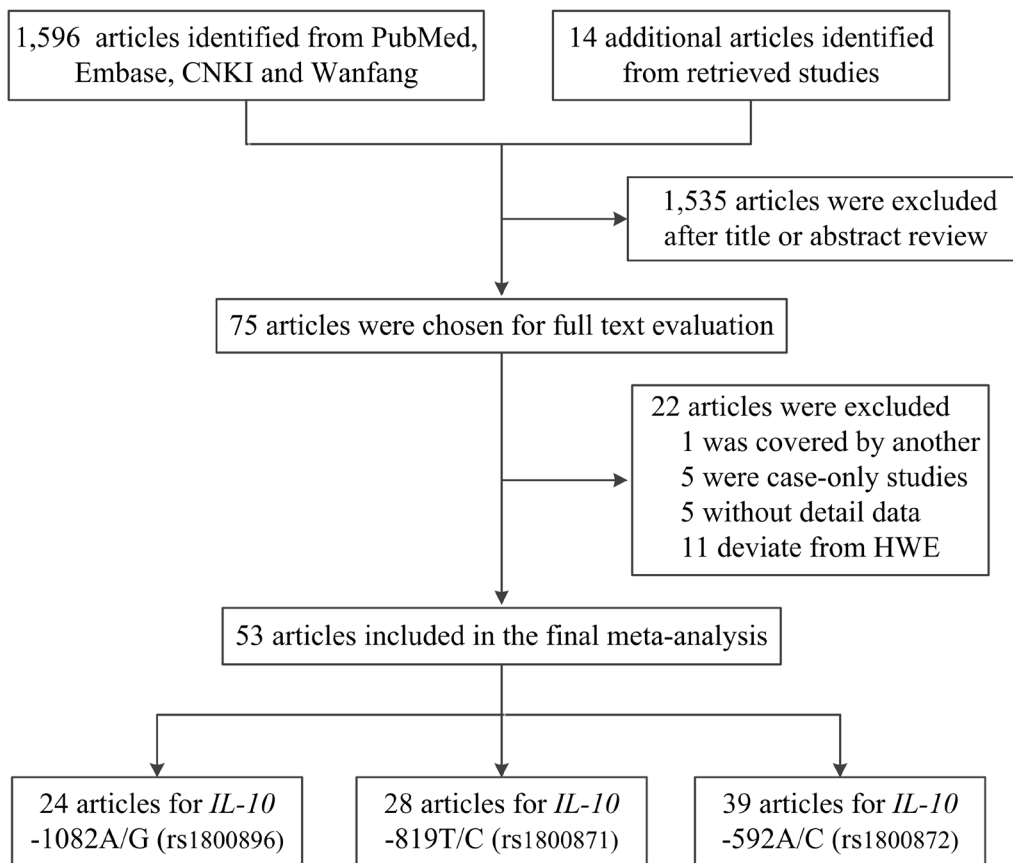 1,596 articles identified from PubMed,
Embase, CNKI and Wanfang
14 additional articles identified
from retrieved studies
1,535 articles were excluded
after title or abstract review
75 articles were chosen for full text evaluation
22 articles were excluded
1 was covered by another
5 were case-only studies
5 without detail data
11 deviate from HWE
53 articles included in the final meta-analysis
24 articles for IL-10
-1082A/G (rs1800896)
28 articles for IL-10
-819T/C (rs1800871)
39 articles for IL-10
-592A/C (rs1800872)